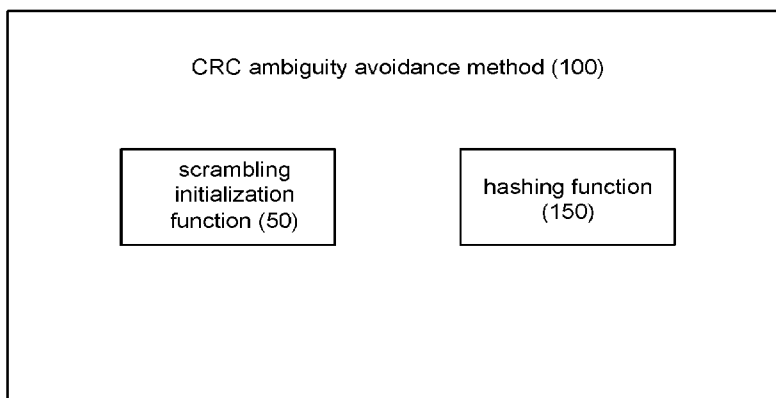 CRC ambiguity avoidance method (100)
scrambling
initialization
function (50)
hashing function
(150)